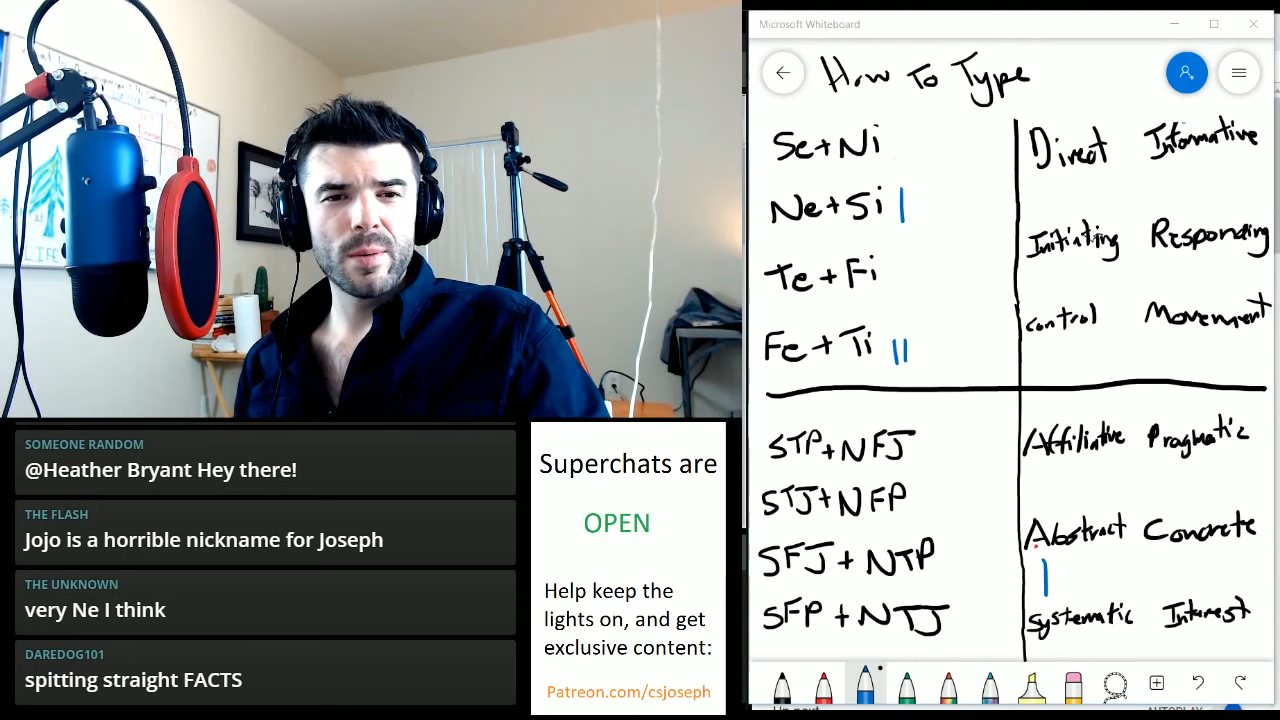 LIFE
SOMEONE RANDOM
@Heather Bryant Hey there!
THE FLASH
Jojo is a horrible nickname for Joseph
THE UNKNOWN
very Ne I think
DAREDOG101
spitting straight FACTS
Superchats are
OPEN
Help keep the
lights on, and get
exclusive content:
Patreon.com/csjoseph
Microsoft Whiteboard
How To Type
Se+Ni
Ne+Si |
Te + Fi
Fe + Ti ||
Direct Informative
Initiating Responding
control Movement
STP+NFJ
STJ+NFP
SFJ + NTP
SFP + NTJ
Affiliative Pragmatic
Abstract Concrete
|
Systematic Interest